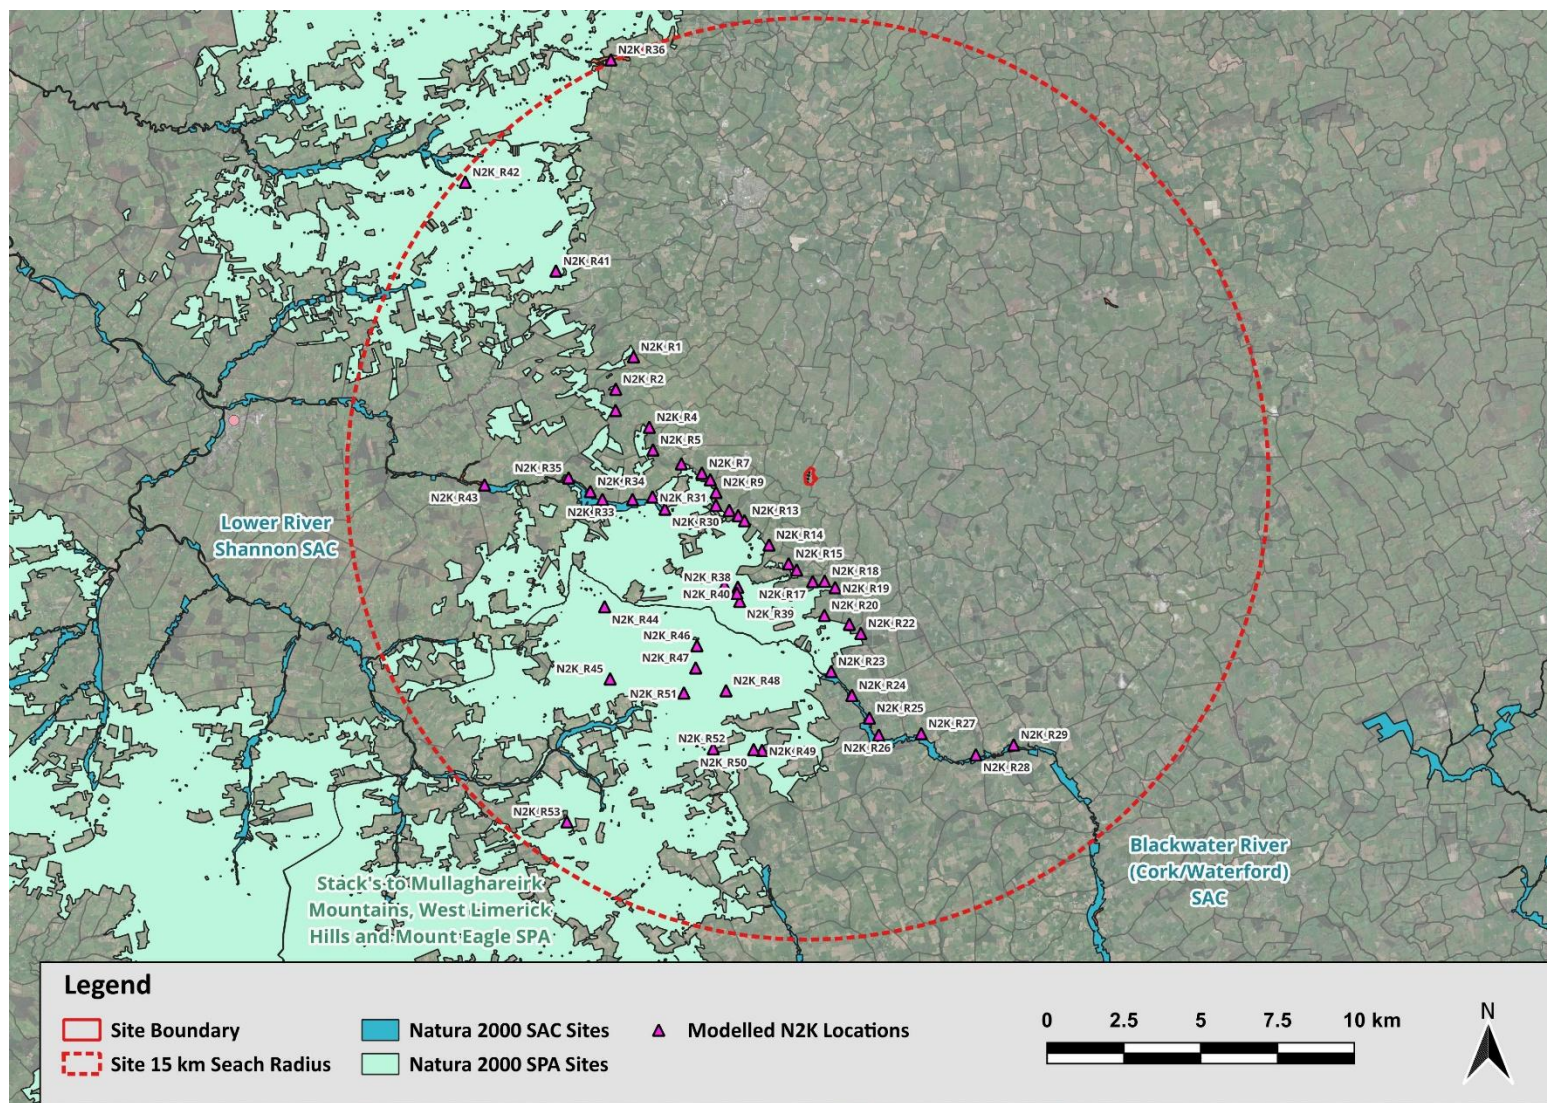 N2K_R36
N2K_R42
N2K_R41
N2K_R1
N2K_R2
N2K_R4
N2K_R5
N2K_R7
N2K_R9
N2K_R35
N2K_R34
N2K_R43
N2K_R33
N2K_R31
N2K_R30
N2K_R13
N2K_R14
N2K_R15
N2K_R38
N2K_R40
N2K_R17
N2K_R18
N2K_R19
N2K_R39
N2K_R20
N2K_R44
N2K_R22
N2K_R46
N2K_R47
N2K_R45
N2K_R23
N2K_R51
N2K_R48
N2K_R24
N2K_R25
N2K_R27
N2K_R26
N2K_R29
N2K_R28
N2K_R52
N2K_R49
N2K_R50
N2K_R53
Lower River
Shannon SAC
Blackwater River
(Cork/Waterford)
SAC
Stack's to Mullaghareirk
Mountains, West Limerick
Hills and Mount Eagle SPA
Legend
Site Boundary
Site 15 km Seach Radius
Natura 2000 SAC Sites
Natura 2000 SPA Sites
Modelled N2K Locations
0 2.5 5 7.5 10 km
N